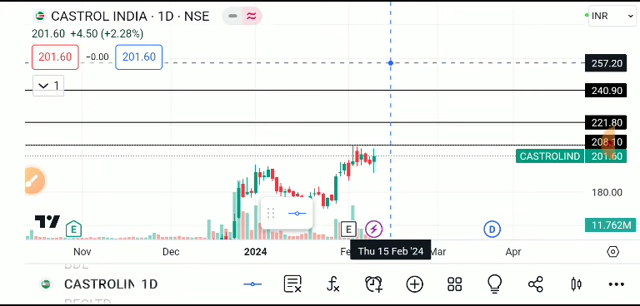 CASTROL INDIA · 1D · NSE
INR
201.60 +4.50 (+2.28%)
201.60 −0.00 201.60
257.20
1
240.90
221.80
208.10
CASTROLIND 201.60
180.00
E E D
11.762M
Nov Dec 2024 Thu 15 Feb '24 Mar Apr
CASTROLIN 1D